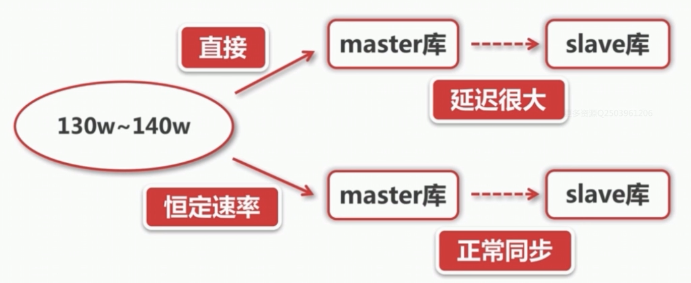 直接
master库
slave库
延迟很大
130w~140w
恒定速率
master库
slave库
正常同步